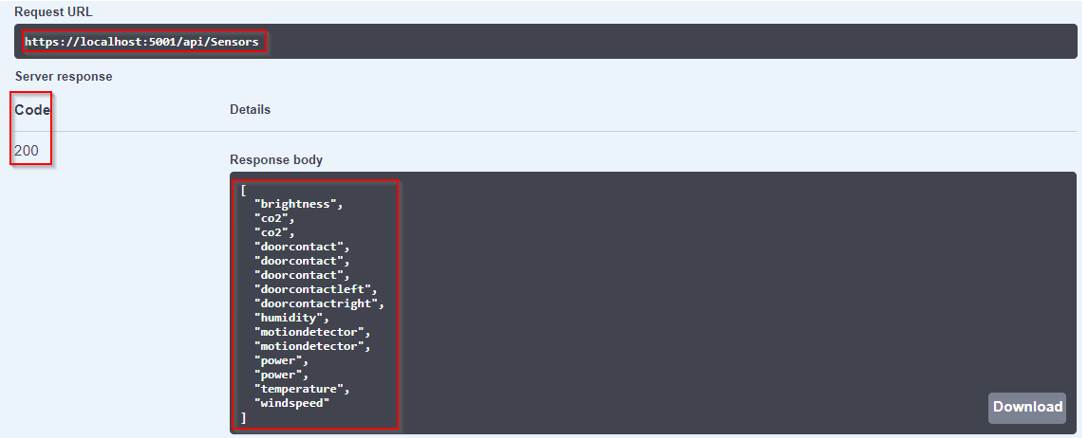 Request URL
https://localhost:5001/api/Sensors
Server response
Code Details
200
Response body
[
"brightness",
"co2",
"co2",
"doorcontact",
"doorcontact",
"doorcontact",
"doorcontactleft",
"doorcontactright",
"humidity",
"motiondetector",
"motiondetector",
"power",
"power",
"temperature",
"windspeed"
]
Download